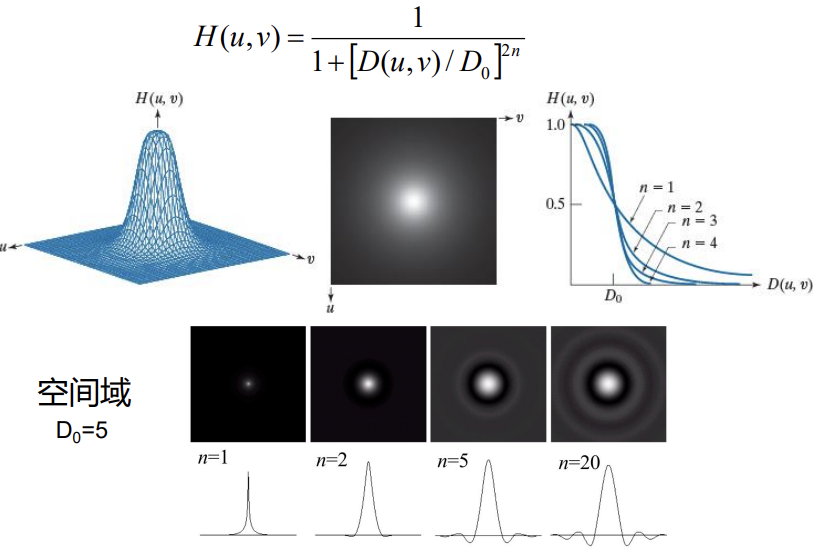 H(u,v) = 1 / (1+[D(u,v)/D₀]²ⁿ)
H(u, v)
u
v
v
u
H(u, v)
1.0
0.5
n = 1
n = 2
n = 3
n = 4
D₀
D(u, v)
空间域
D₀=5
n=1
n=2
n=5
n=20